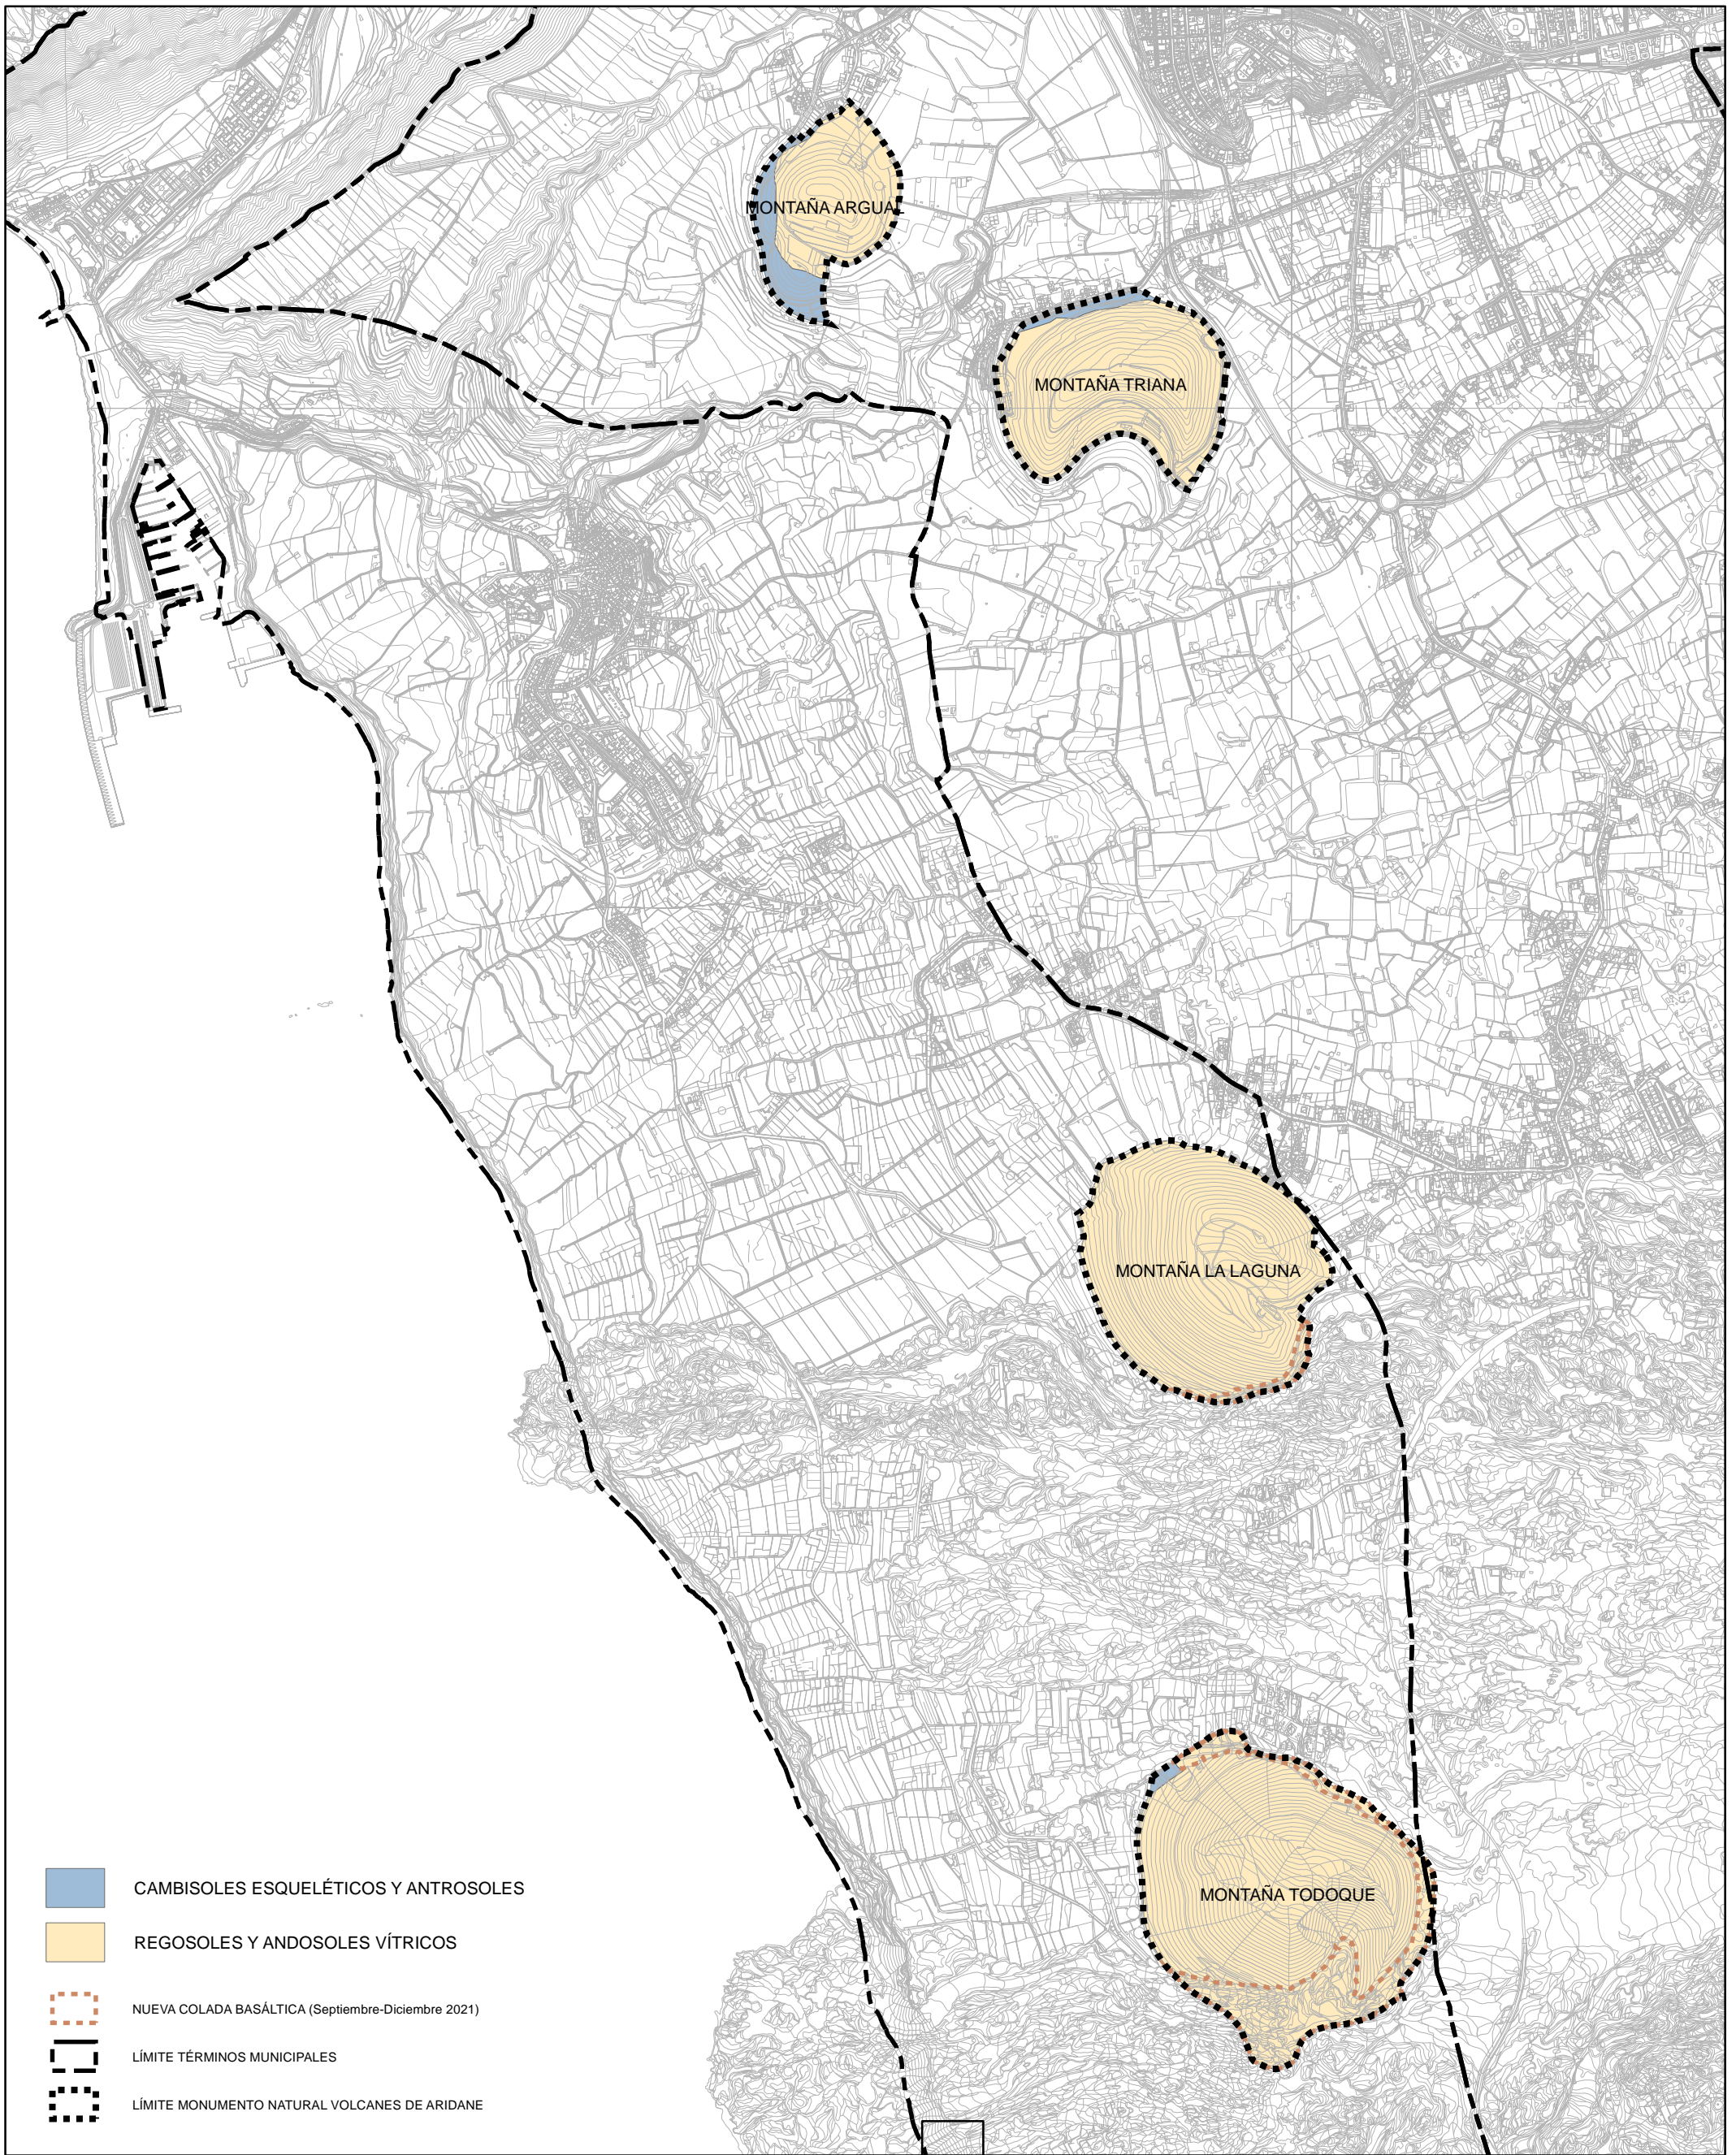 MONTAÑA ARGUAL
MONTAÑA TRIANA
MONTAÑA LA LAGUNA
MONTAÑA TODOQUE
CAMBISOLES ESQUELÉTICOS Y ANTROSOLES
REGOSOLES Y ANDOSOLES VÍTRICOS
NUEVA COLADA BASÁLTICA (Septiembre-Diciembre 2021)
LÍMITE TÉRMINOS MUNICIPALES
LÍMITE MONUMENTO NATURAL VOLCANES DE ARIDANE